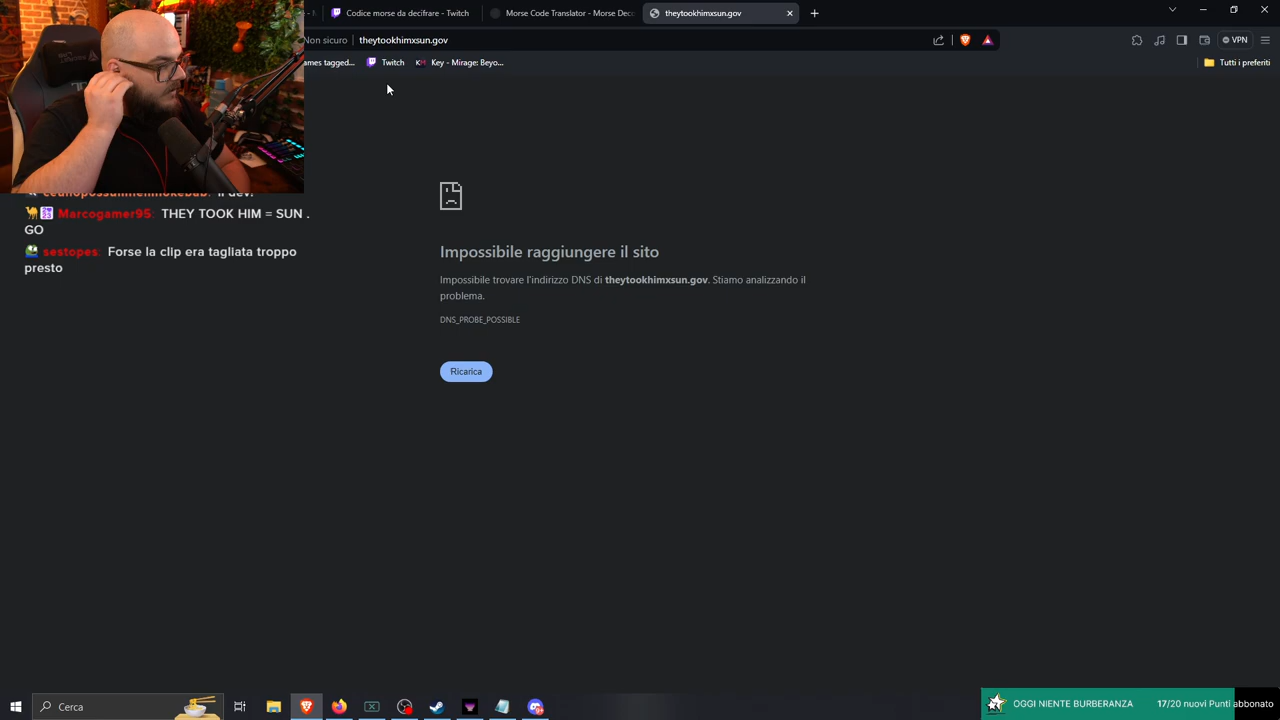 Codice morse da decifrare - Twitch
Morse Code Translator - Morse Dec
theytookhimxsun.gov
Non sicuro
theytookhimxsun.gov
VPN
ames tagged...
Twitch
Key - Mirage: Beyo...
Tutti i preferiti
Marcogamer95: THEY TOOK HIM = SUN .
GO
sestopes: Forse la clip era tagliata troppo
presto
Impossibile raggiungere il sito
Impossibile trovare l'indirizzo DNS di theytookhimxsun.gov. Stiamo analizzando il
problema.
DNS_PROBE_POSSIBLE
Ricarica
Cerca
OGGI NIENTE BURBERANZA
17/20 nuovi Punti abbonato